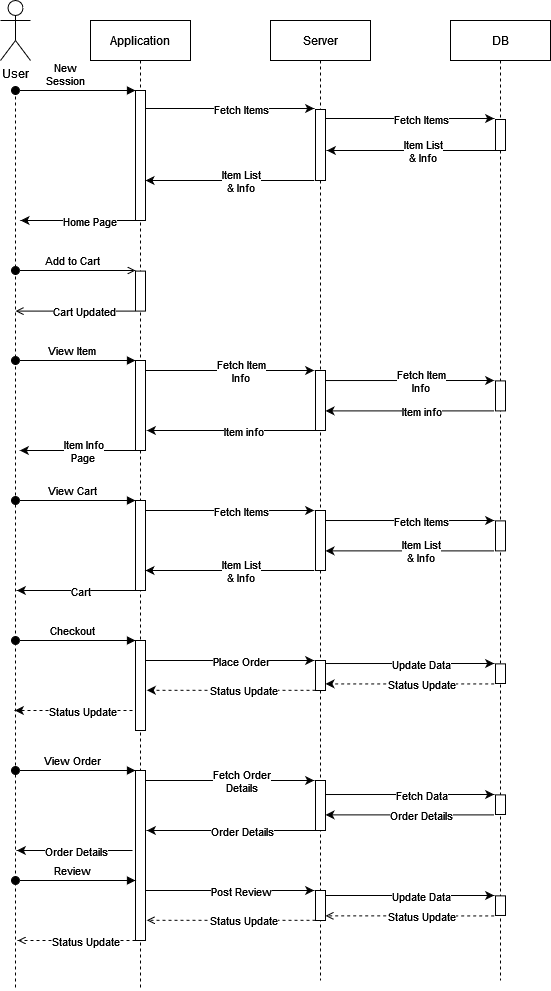 User
Application
Server
DB
New
Session
Fetch Items
Fetch Items
Item List
& Info
Item List
& Info
Home Page
Add to Cart
Cart Updated
View Item
Fetch Item
Info
Fetch Item
Info
Item info
Item info
Item Info
Page
View Cart
Fetch Items
Fetch Items
Item List
& Info
Item List
& Info
Cart
Checkout
Place Order
Update Data
Status Update
Status Update
Status Update
View Order
Fetch Order
Details
Fetch Data
Order Details
Order Details
Order Details
Review
Post Review
Update Data
Status Update
Status Update
Status Update